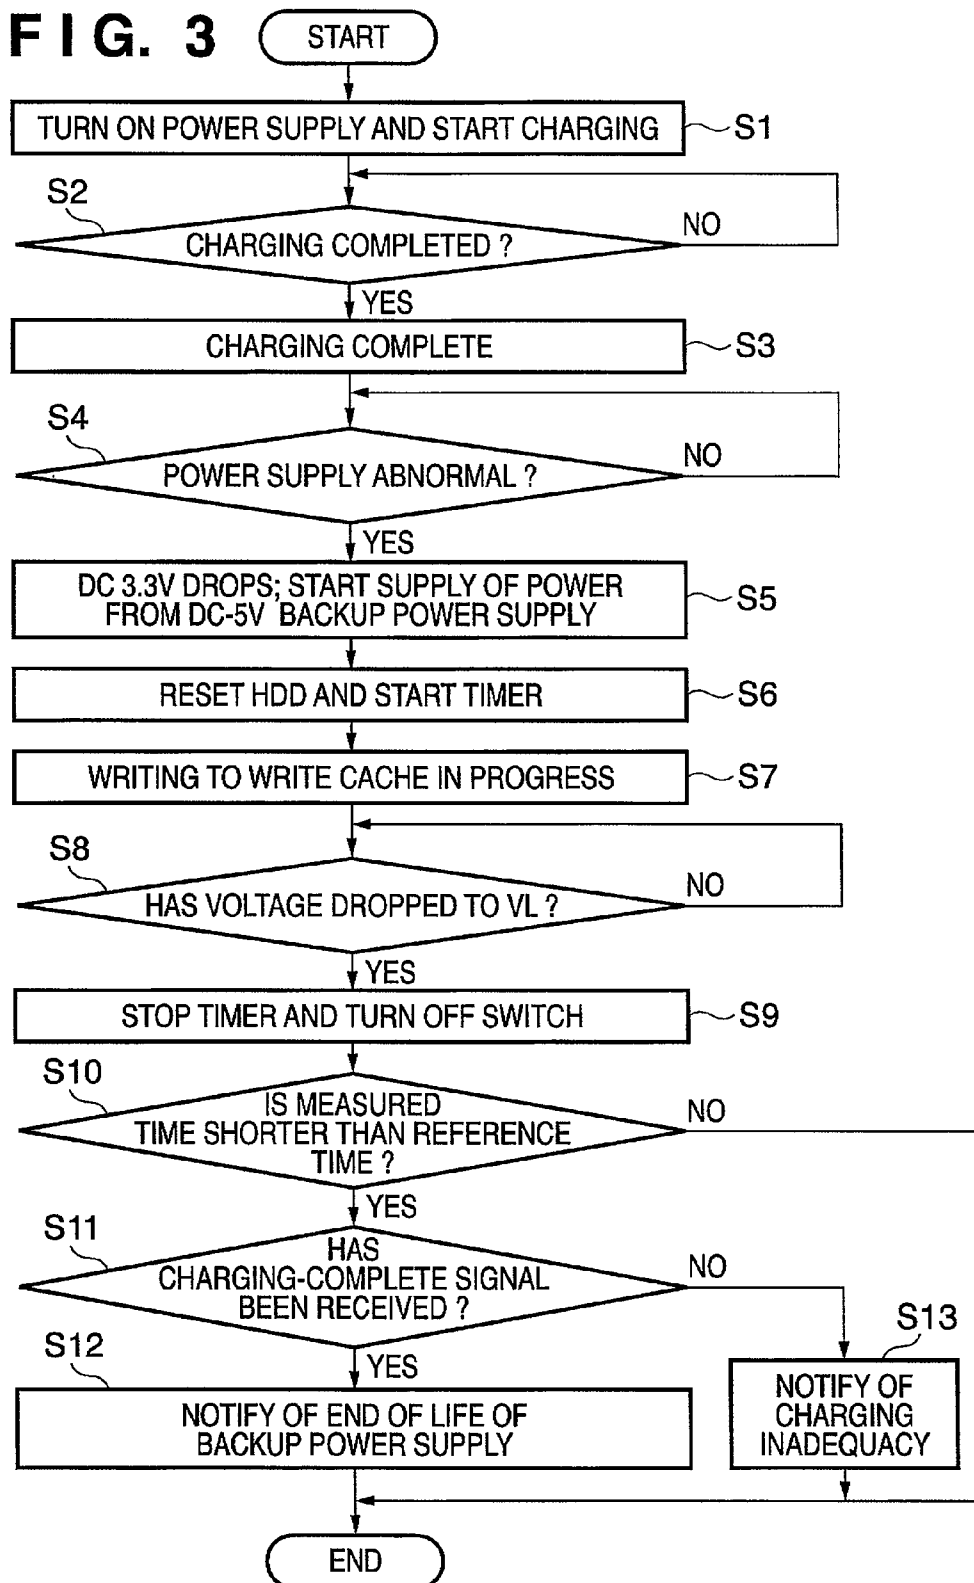 FIG. 3
START
TURN ON POWER SUPPLY AND START CHARGING
S1
S2
CHARGING COMPLETED ?
NO
YES
CHARGING COMPLETE
S3
S4
POWER SUPPLY ABNORMAL ?
NO
YES
DC 3.3V DROPS; START SUPPLY OF POWER
FROM DC-5V BACKUP POWER SUPPLY
S5
RESET HDD AND START TIMER
S6
WRITING TO WRITE CACHE IN PROGRESS
S7
S8
HAS VOLTAGE DROPPED TO VL ?
NO
YES
STOP TIMER AND TURN OFF SWITCH
S9
S10
IS MEASURED
TIME SHORTER THAN REFERENCE
TIME ?
NO
YES
S11
HAS
CHARGING-COMPLETE SIGNAL
BEEN RECEIVED ?
NO
YES
S12
NOTIFY OF END OF LIFE OF
BACKUP POWER SUPPLY
S13
NOTIFY OF
CHARGING
INADEQUACY
END